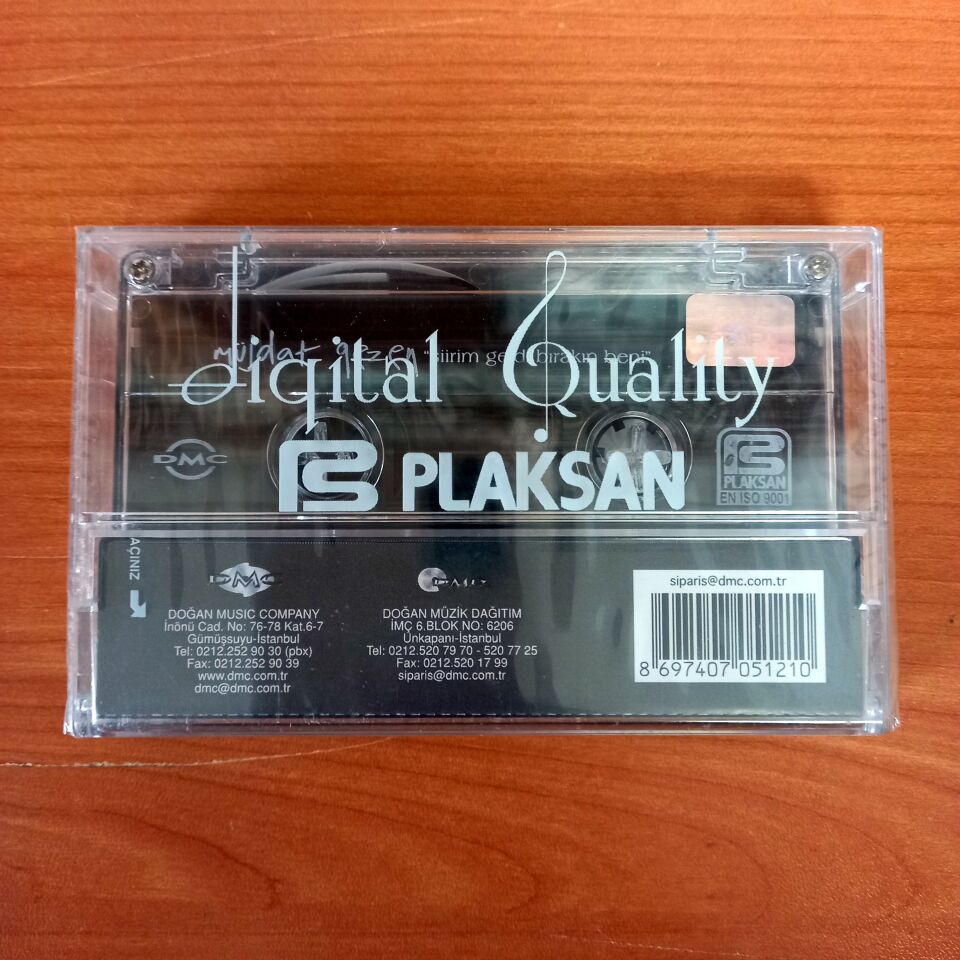 müjdat gezen "şiirim geldi bırakın beni"
Digital Quality
DMC
PLAKSAN
PLAKSAN
EN ISO 9001
AÇINIZ
DMC
DOĞAN MUSIC COMPANY
İnönü Cad. No: 76-78 Kat.6-7
Gümüşsuyu-İstanbul
Tel: 0212.252 90 30 (pbx)
Fax: 0212.252 90 39
www.dmc.com.tr
dmc@dmc.com.tr
DOĞAN MÜZİK DAĞITIM
İMÇ 6.BLOK NO: 6206
Unkapanı-İstanbul
Tel: 0212.520 79 70 - 520 77 25
Fax: 0212.520 17 99
siparis@dmc.com.tr
siparis@dmc.com.tr
8 697407 051210